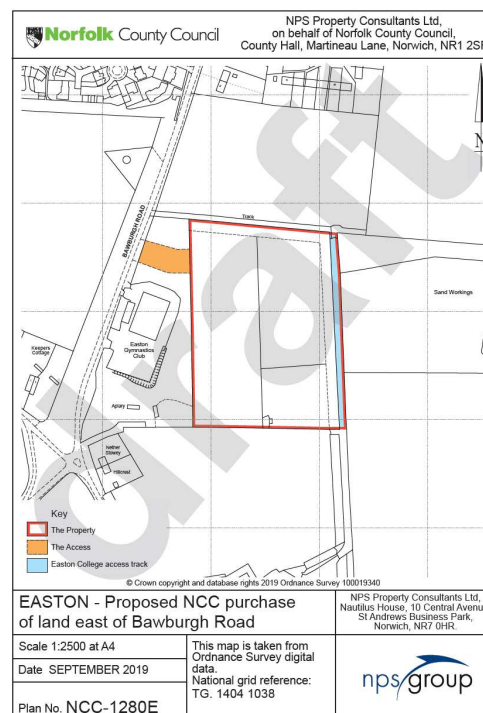 Norfolk County Council
NPS Property Consultants Ltd,
on behalf of Norfolk County Council,
County Hall, Martineau Lane, Norwich, NR1 2SF
N
draft
BAWBURGH ROAD
Track
Sand Workings
Easton
Gymnastics
Club
Keepers
Cottage
Apiary
Nether
Stowey
Hillcrest
Key
The Property
The Access
Easton College access track
© Crown copyright and database rights 2019 Ordnance Survey 100019340
EASTON - Proposed NCC purchase
of land east of Bawburgh Road
NPS Property Consultants Ltd,
Nautilus House, 10 Central Avenu
St Andrews Business Park,
Norwich, NR7 0HR.
Scale 1:2500 at A4
Date SEPTEMBER 2019
Plan No. NCC-1280E
This map is taken from
Ordnance Survey digital
data.
National grid reference:
TG. 1404 1038
nps group